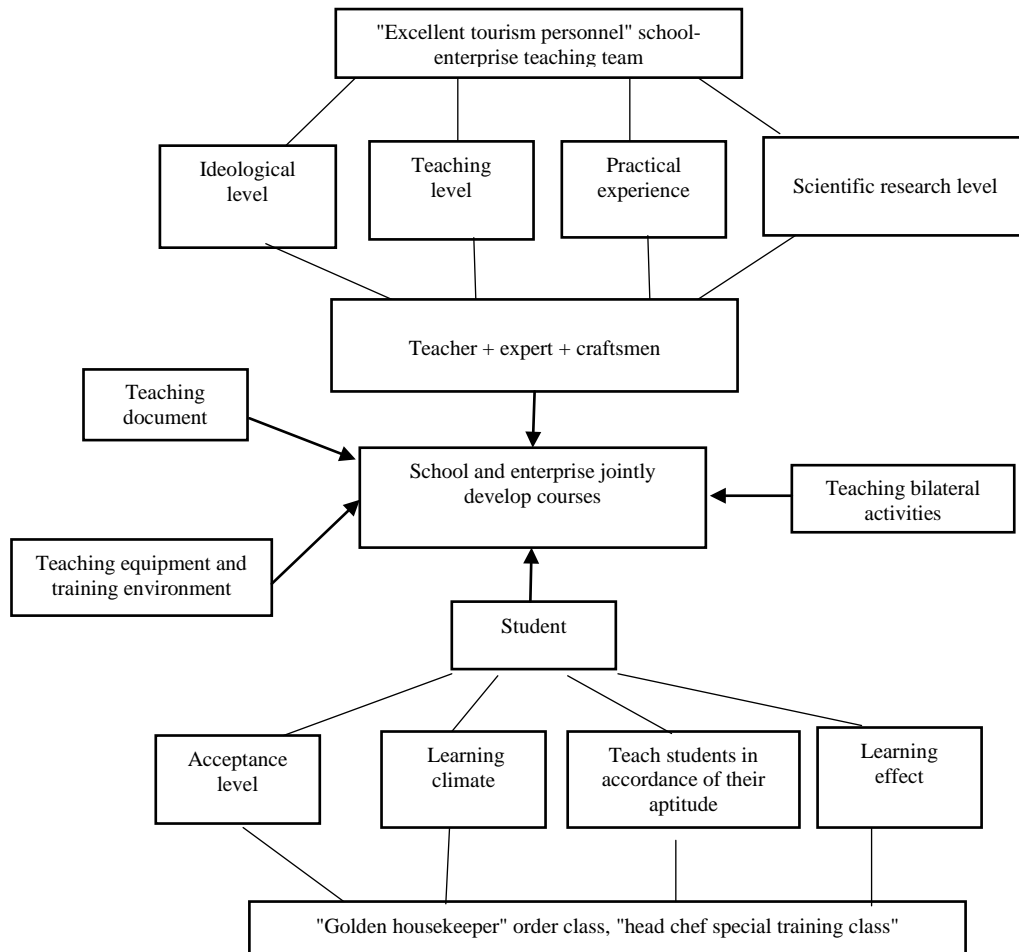 "Excellent tourism personnel" school-
enterprise teaching team
Ideological
level
Teaching
level
Practical
experience
Scientific research level
Teacher + expert + craftsmen
Teaching
document
School and enterprise jointly
develop courses
Teaching bilateral
activities
Teaching equipment and
training environment
Student
Acceptance
level
Learning
climate
Teach students in
accordance of their
aptitude
Learning
effect
"Golden housekeeper" order class, "head chef special training class"